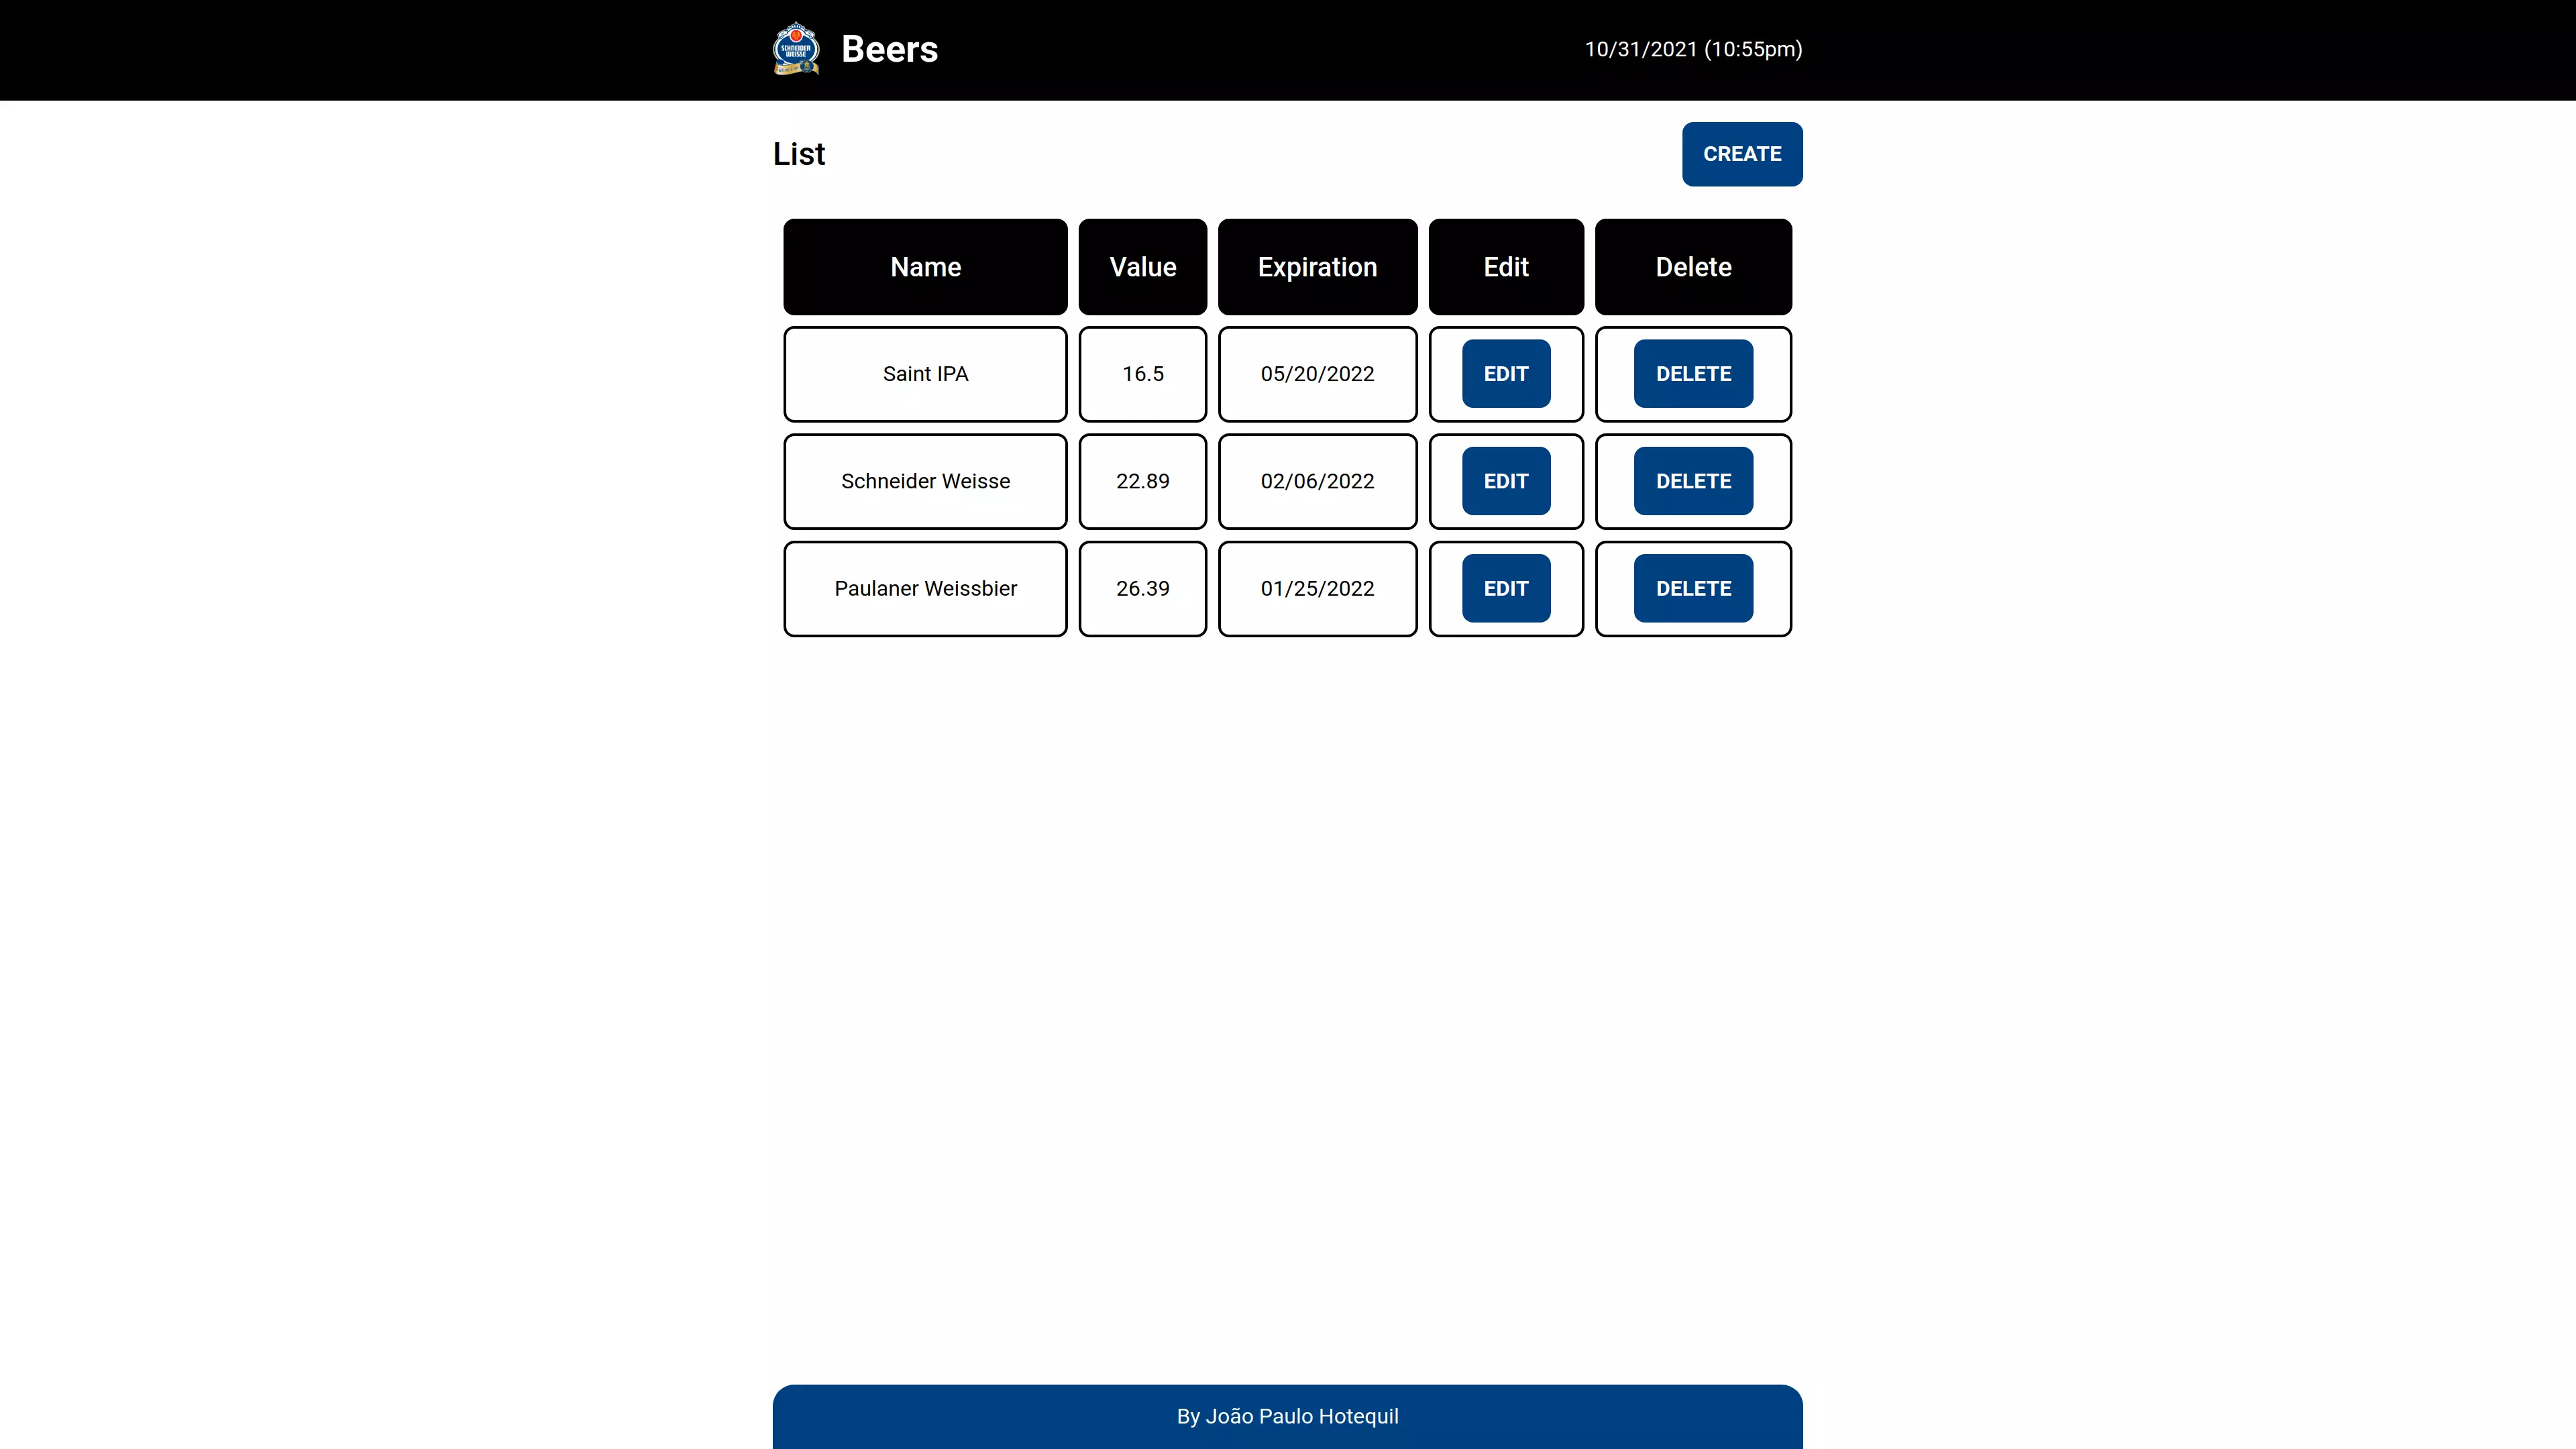 SCHNEIDER
WEISSE
Beers
10/31/2021 (10:55pm)
List
CREATE
Name Value Expiration Edit Delete
Saint IPA 16.5 05/20/2022 EDIT DELETE
Schneider Weisse 22.89 02/06/2022 EDIT DELETE
Paulaner Weissbier 26.39 01/25/2022 EDIT DELETE
By João Paulo Hotequil